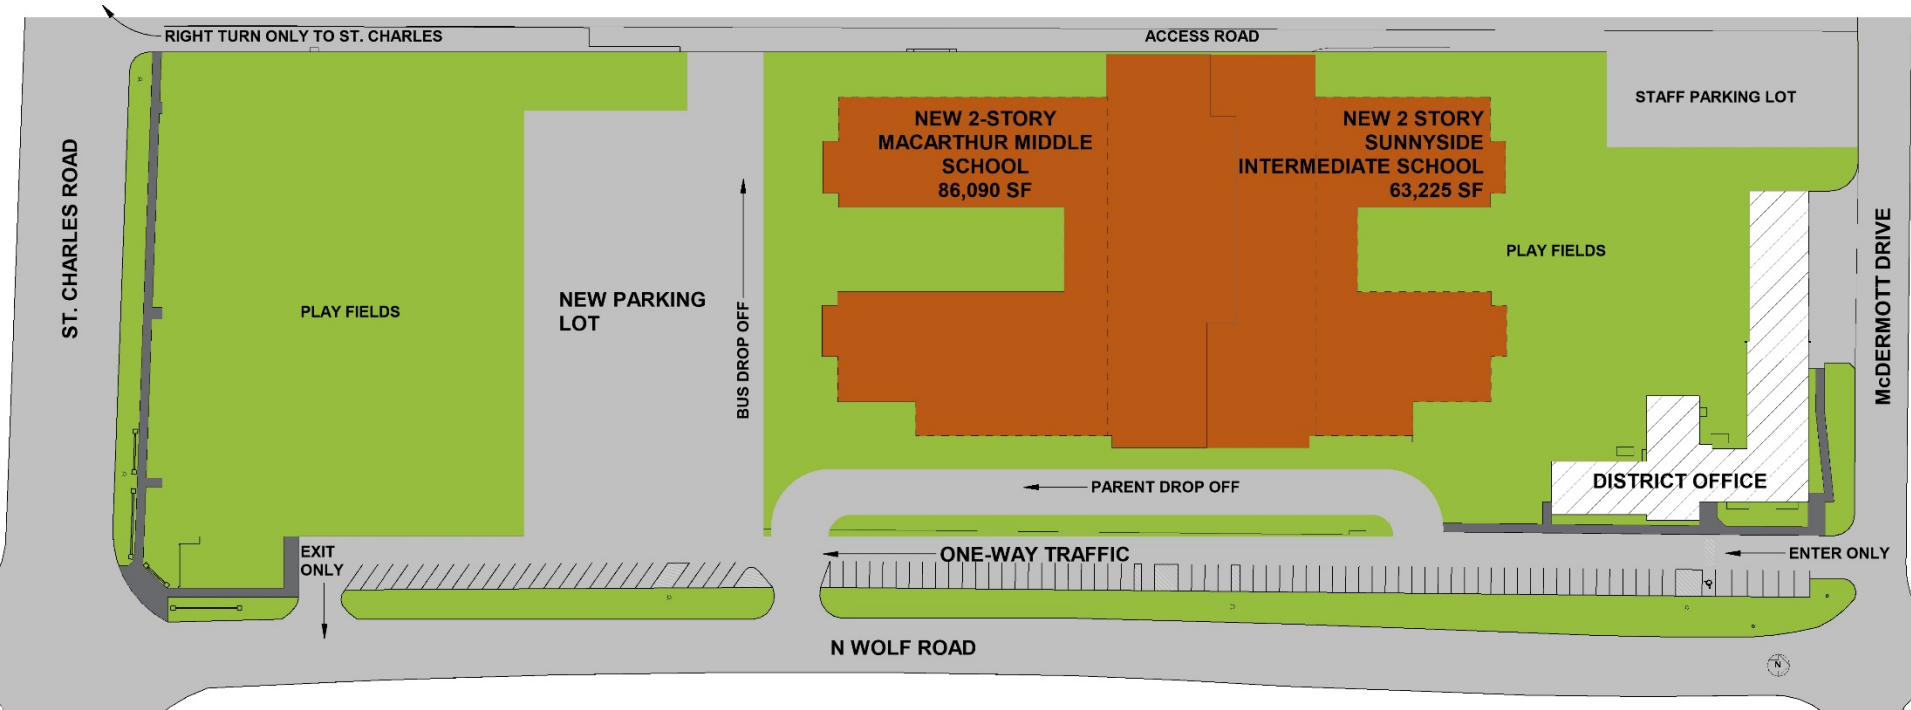 RIGHT TURN ONLY TO ST. CHARLES
ACCESS ROAD
STAFF PARKING LOT
NEW 2-STORY
MACARTHUR MIDDLE
SCHOOL
86,090 SF
NEW 2 STORY
SUNNYSIDE
INTERMEDIATE SCHOOL
63,225 SF
ST. CHARLES ROAD
PLAY FIELDS
NEW PARKING
LOT
BUS DROP OFF
PLAY FIELDS
McDERMOTT DRIVE
DISTRICT OFFICE
PARENT DROP OFF
EXIT
ONLY
ONE-WAY TRAFFIC
ENTER ONLY
N WOLF ROAD
N